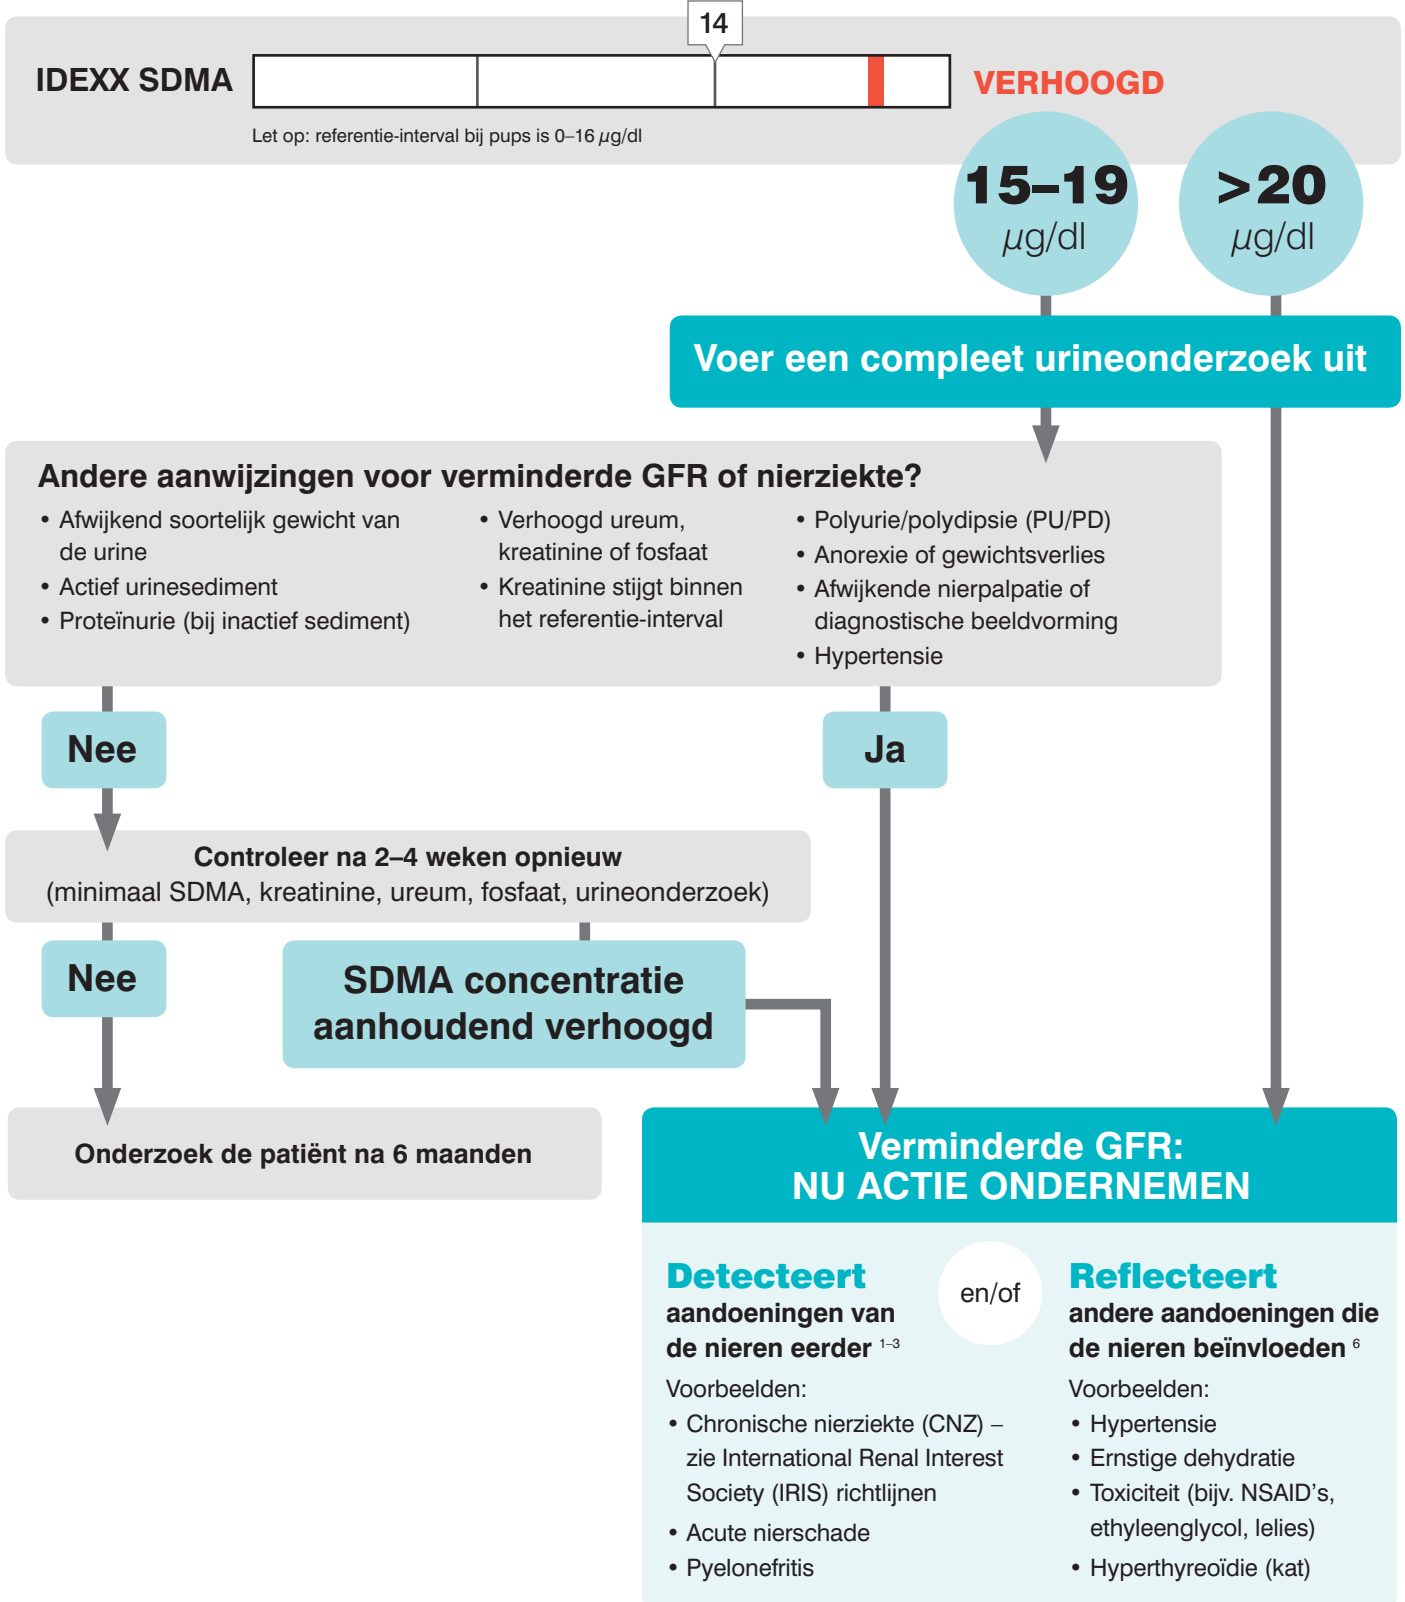 14
IDEXX SDMA
VERHOOGD
Let op: referentie-interval bij pups is 0–16 µg/dl
15–19
µg/dl
>20
µg/dl
Voer een compleet urineonderzoek uit
Andere aanwijzingen voor verminderde GFR of nierziekte?
• Afwijkend soortelijk gewicht van
de urine
• Actief urinesediment
• Proteïnurie (bij inactief sediment)
• Verhoogd ureum,
kreatinine of fosfaat
• Kreatinine stijgt binnen
het referentie-interval
• Polyurie/polydipsie (PU/PD)
• Anorexie of gewichtsverlies
• Afwijkende nierpalpatie of
diagnostische beeldvorming
• Hypertensie
Nee
Ja
Controleer na 2–4 weken opnieuw
(minimaal SDMA, kreatinine, ureum, fosfaat, urineonderzoek)
Nee
SDMA concentratie
aanhoudend verhoogd
Onderzoek de patiënt na 6 maanden
Verminderde GFR:
NU ACTIE ONDERNEMEN
Detecteert
aandoeningen van
de nieren eerder 1–3
Voorbeelden:
• Chronische nierziekte (CNZ) –
zie International Renal Interest
Society (IRIS) richtlijnen
• Acute nierschade
• Pyelonefritis
en/of
Reflecteert
andere aandoeningen die
de nieren beïnvloeden 6
Voorbeelden:
• Hypertensie
• Ernstige dehydratie
• Toxiciteit (bijv. NSAID's,
ethyleenglycol, lelies)
• Hyperthyreoïdie (kat)